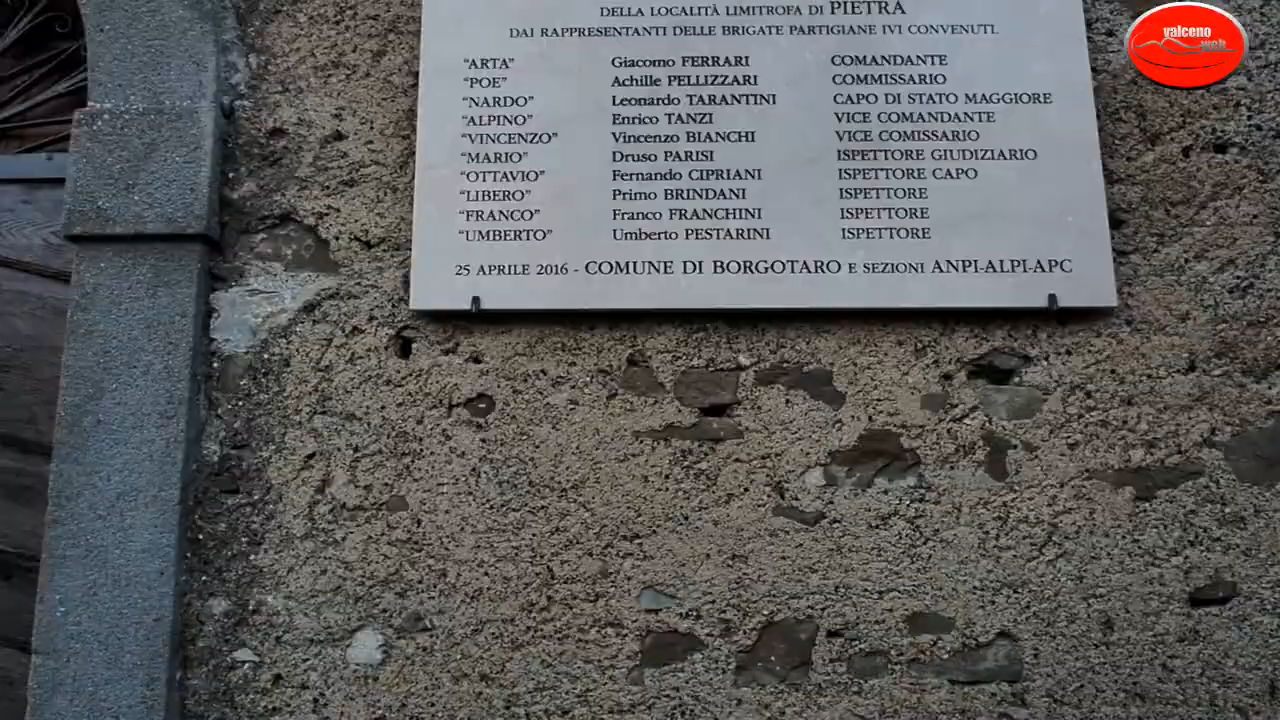 DELLA LOCALITÀ LIMITROFA DI PIETRA
DAI RAPPRESENTANTI DELLE BRIGATE PARTIGIANE IVI CONVENUTI.
"ARTA" Giacomo FERRARI COMANDANTE
"POE" Achille PELLIZZARI COMMISSARIO
"NARDO" Leonardo TARANTINI CAPO DI STATO MAGGIORE
"ALPINO" Enrico TANZI VICE COMANDANTE
"VINCENZO" Vincenzo BIANCHI VICE COMISSARIO
"MARIO" Druso PARISI ISPETTORE GIUDIZIARIO
"OTTAVIO" Fernando CIPRIANI ISPETTORE CAPO
"LIBERO" Primo BRINDANI ISPETTORE
"FRANCO" Franco FRANCHINI ISPETTORE
"UMBERTO" Umberto PESTARINI ISPETTORE
25 APRILE 2016 - COMUNE DI BORGOTARO E SEZIONI ANPI-ALPI-APC
valceno
web